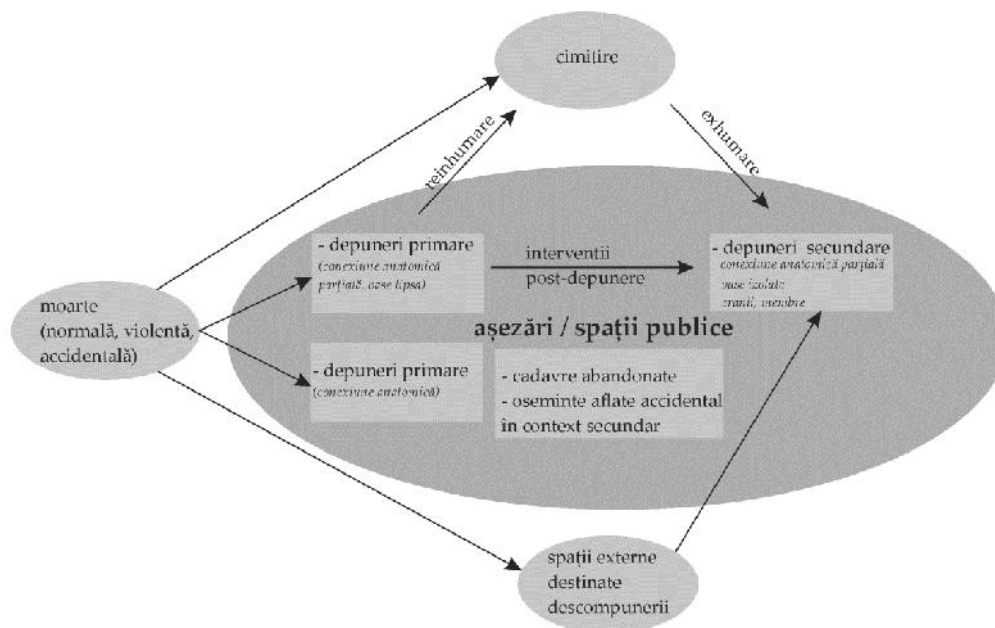 cimitire
reinhumare
exhumare
- depuneri primare
(conexiune anatomică
parțială, oase lipsa)
interventii
post-depunere
- depuneri secundare
conexiune anatomică parțială
oase izolate
cranii, membre
moarte
(normală, violentă,
accidentală)
așezări / spații publice
- depuneri primare
(conexiune anatomică)
- cadavre abandonate
- oseminte aflate accidental
în context secundar
spații externe
destinate
descompunerii